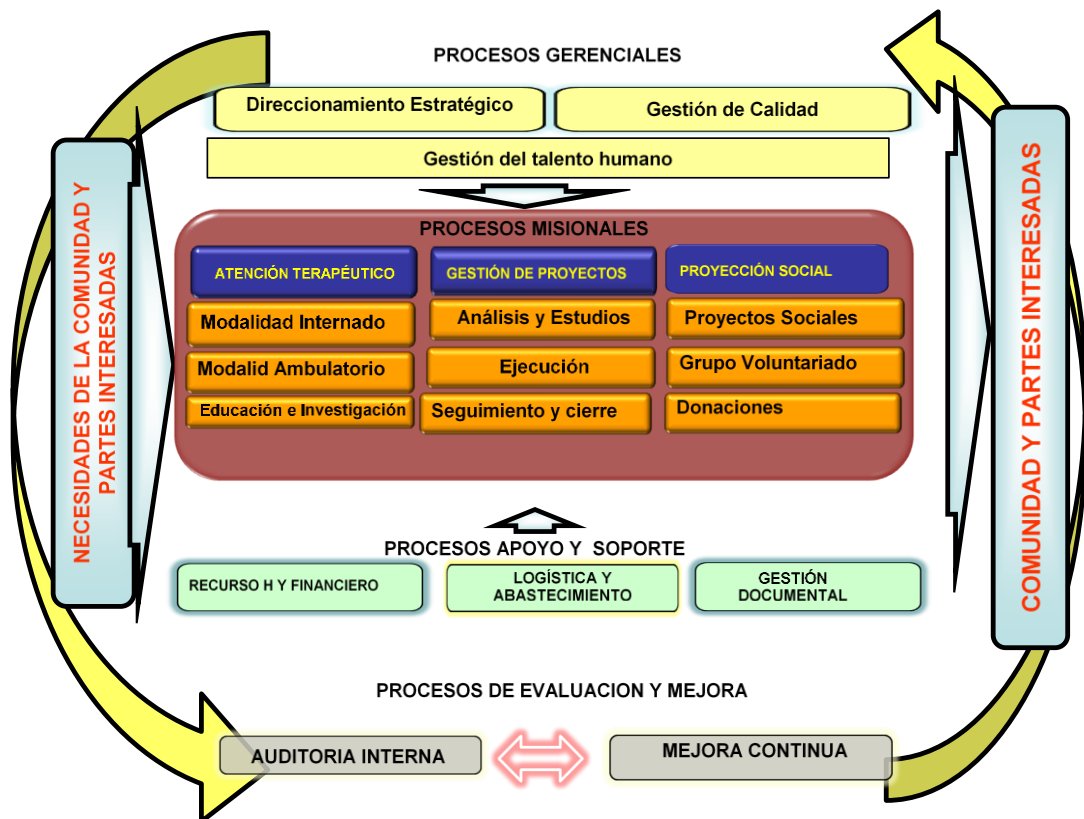 PROCESOS GERENCIALES
Direccionamiento Estratégico
Gestión de Calidad
Gestión del talento humano
NECESIDADES DE LA COMUNIDAD Y
PARTES INTERESADAS
PROCESOS MISIONALES
ATENCIÓN TERAPÉUTICO
GESTIÓN DE PROYECTOS
PROYECCIÓN SOCIAL
Modalidad Internado
Análisis y Estudios
Proyectos Sociales
Modalid Ambulatorio
Ejecución
Grupo Voluntariado
Educación e Investigación
Seguimiento y cierre
Donaciones
COMUNIDAD Y PARTES INTERESADAS
PROCESOS APOYO Y SOPORTE
RECURSO H Y FINANCIERO
LOGÍSTICA Y
ABASTECIMIENTO
GESTIÓN
DOCUMENTAL
PROCESOS DE EVALUACION Y MEJORA
AUDITORIA INTERNA
MEJORA CONTINUA